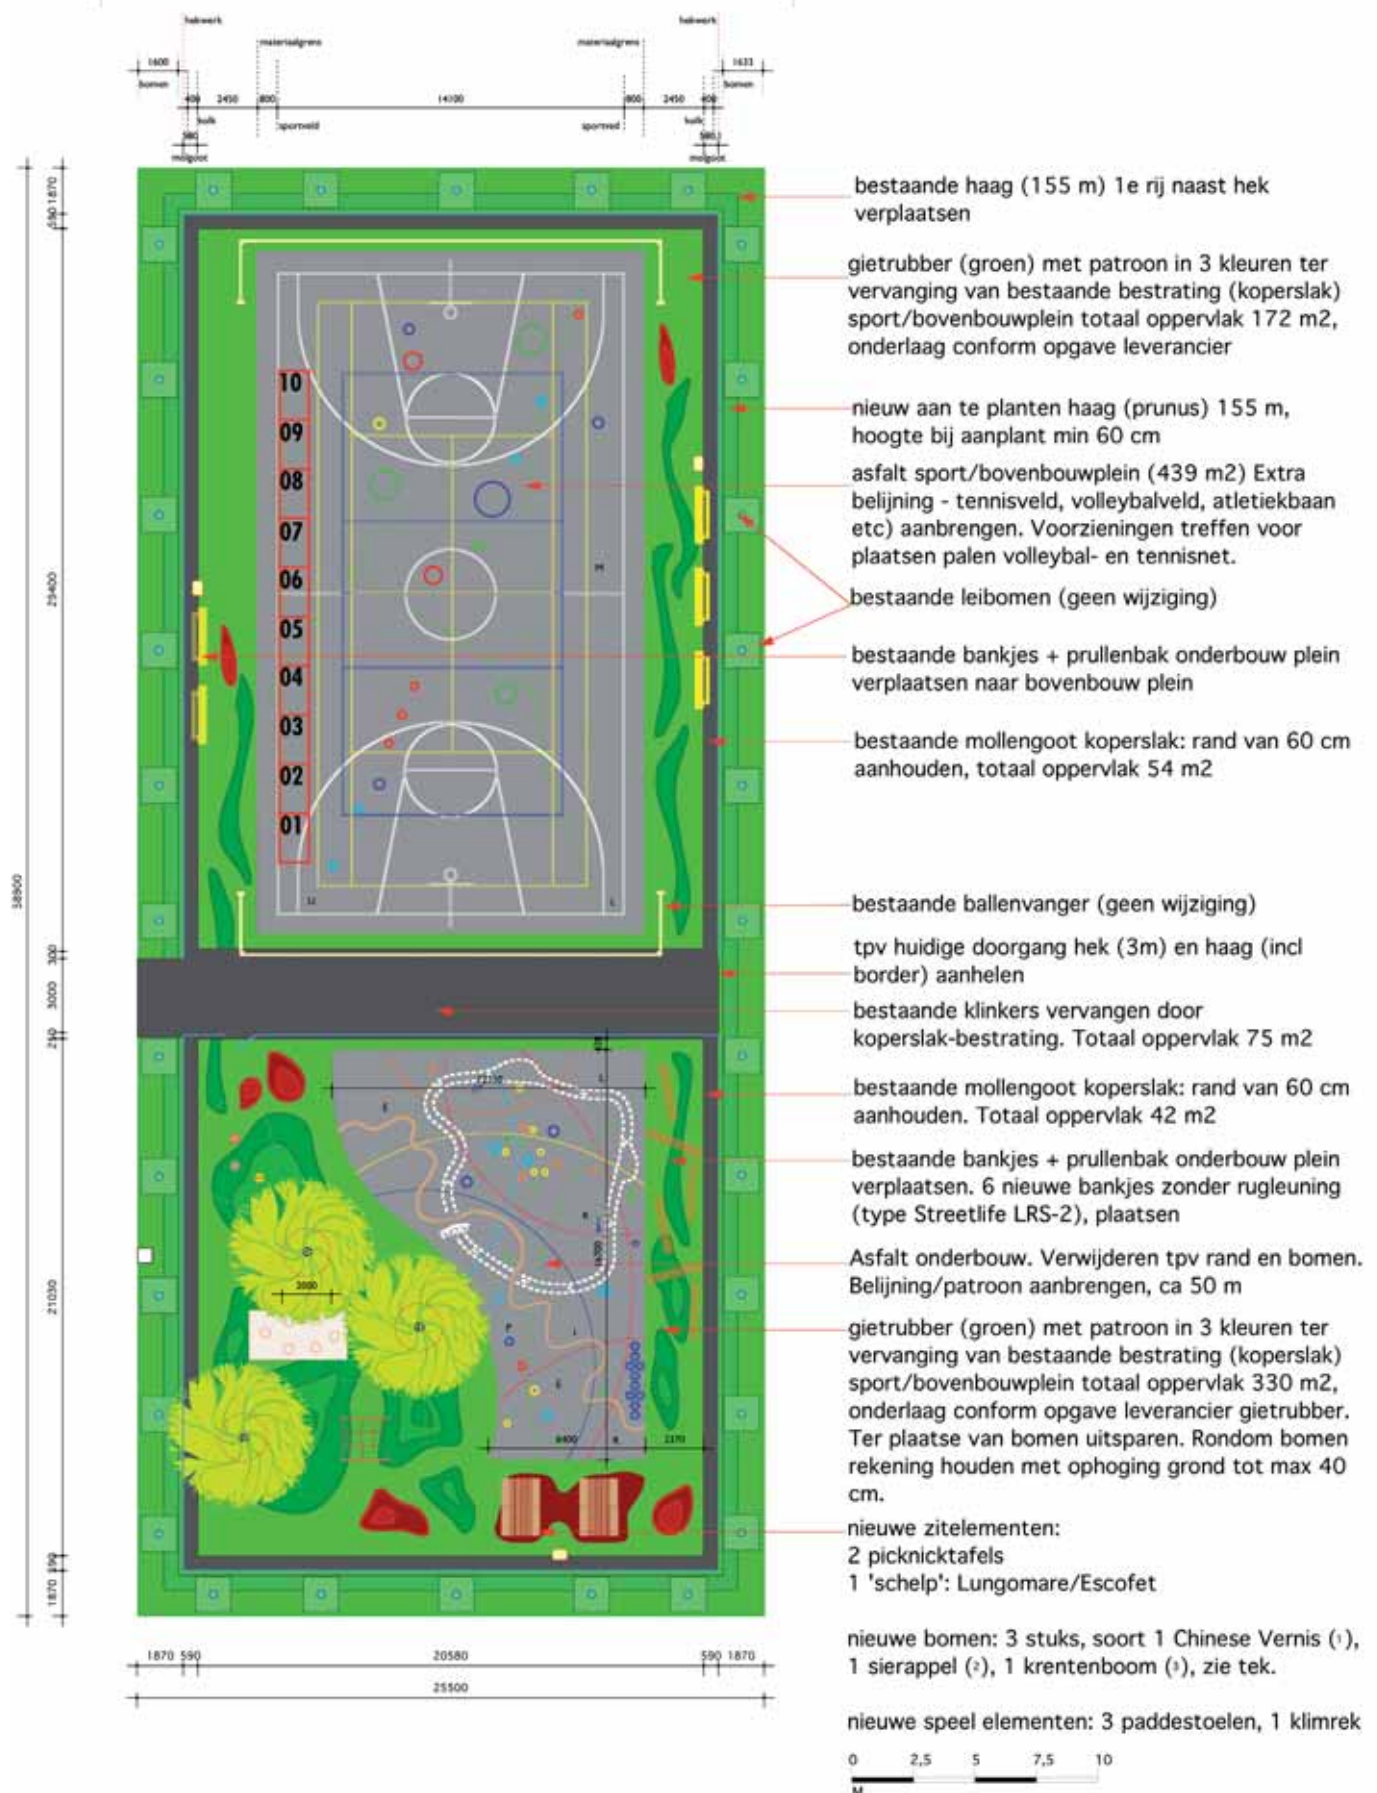 hekwerk
hekwerk
materiaalgrens
materiaalgrens
1600
1633
bomen
bomen
400 2450 800 14100 800 2450 400
kolk
sportveld
sportved
kolk
580
580
molgoot
molgoot
bestaande haag (155 m) 1e rij naast hek
verplaatsen
gietrubber (groen) met patroon in 3 kleuren ter
vervanging van bestaande bestrating (koperslak)
sport/bovenbouwplein totaal oppervlak 172 m2,
onderlaag conform opgave leverancier
nieuw aan te planten haag (prunus) 155 m,
hoogte bij aanplant min 60 cm
asfalt sport/bovenbouwplein (439 m2) Extra
belijning - tennisveld, volleybalveld, atletiekbaan
etc) aanbrengen. Voorzieningen treffen voor
plaatsen palen volleybal- en tennisnet.
bestaande leibomen (geen wijziging)
bestaande bankjes + prullenbak onderbouw plein
verplaatsen naar bovenbouw plein
bestaande mollengoot koperslak: rand van 60 cm
aanhouden, totaal oppervlak 54 m2
bestaande ballenvanger (geen wijziging)
tpv huidige doorgang hek (3m) en haag (incl
border) aanhelen
bestaande klinkers vervangen door
koperslak-bestrating. Totaal oppervlak 75 m2
bestaande mollengoot koperslak: rand van 60 cm
aanhouden. Totaal oppervlak 42 m2
bestaande bankjes + prullenbak onderbouw plein
verplaatsen. 6 nieuwe bankjes zonder rugleuning
(type Streetlife LRS-2), plaatsen
Asfalt onderbouw. Verwijderen tpv rand en bomen.
Belijning/patroon aanbrengen, ca 50 m
gietrubber (groen) met patroon in 3 kleuren ter
vervanging van bestaande bestrating (koperslak)
sport/bovenbouwplein totaal oppervlak 330 m2,
onderlaag conform opgave leverancier gietrubber.
Ter plaatse van bomen uitsparen. Rondom bomen
rekening houden met ophoging grond tot max 40
cm.
nieuwe zitelementen:
2 picknicktafels
1 'schelp': Lungomare/Escofet
nieuwe bomen: 3 stuks, soort 1 Chinese Vernis (1),
1 sierappel (2), 1 krentenboom (3), zie tek.
nieuwe speel elementen: 3 paddestoelen, 1 klimrek
0 2,5 5 7,5 10
M
10
09
08
07
06
05
04
03
02
01
M
U
L
1870
590
29400
58900
300
3000
250
21030
590
1870
L
E
R
16700
2000
P
I
E
6400
R
2370
1870 590 20580 590 1870
25500